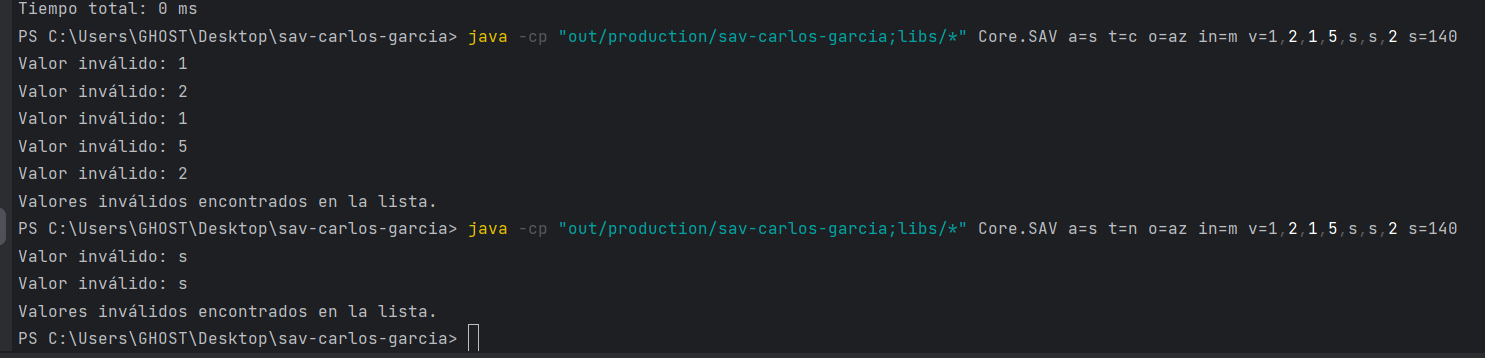 Tiempo total: 0 ms
PS C:\Users\GHOST\Desktop\sav-carlos-garcia> java -cp "out/production/sav-carlos-garcia;libs/*" Core.SAV a=s t=c o=az in=m v=1,2,1,5,s,s,2 s=140
Valor inválido: 1
Valor inválido: 2
Valor inválido: 1
Valor inválido: 5
Valor inválido: 2
Valores inválidos encontrados en la lista.
PS C:\Users\GHOST\Desktop\sav-carlos-garcia> java -cp "out/production/sav-carlos-garcia;libs/*" Core.SAV a=s t=n o=az in=m v=1,2,1,5,s,s,2 s=140
Valor inválido: s
Valor inválido: s
Valores inválidos encontrados en la lista.
PS C:\Users\GHOST\Desktop\sav-carlos-garcia>